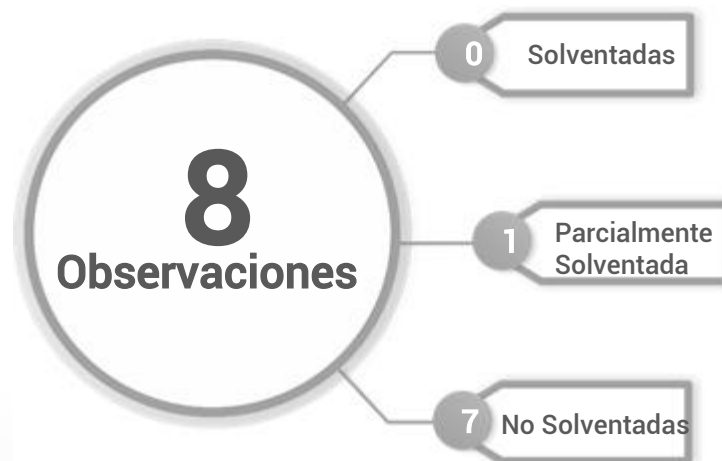 8
Observaciones
0
Solventadas
1
Parcialmente
Solventada
7
No Solventadas